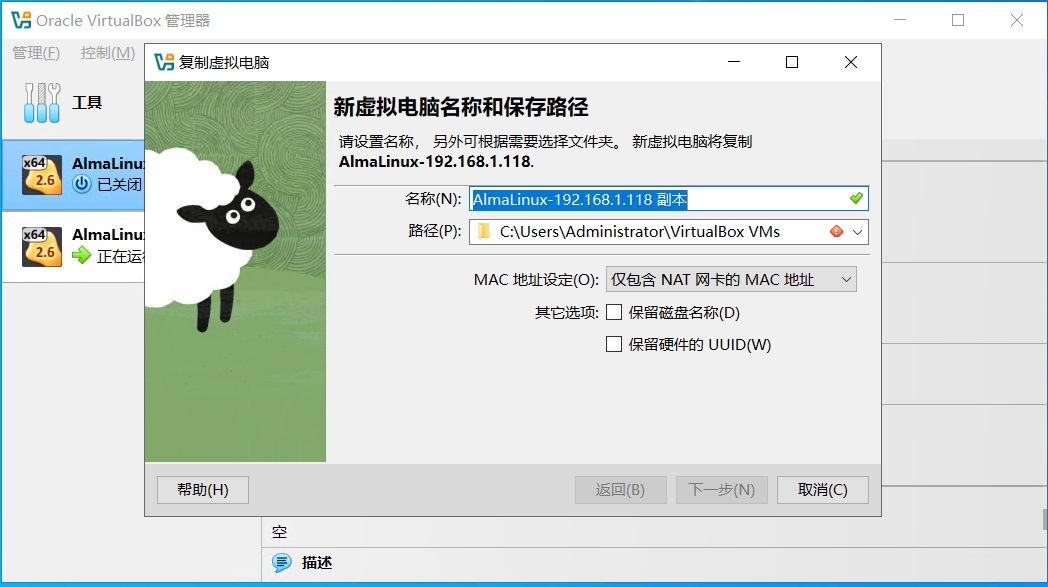 Oracle VirtualBox 管理器
管理(F) 控制(M)
复制虚拟电脑
工具
新虚拟电脑名称和保存路径
请设置名称， 另外可根据需要选择文件夹。 新虚拟电脑将复制
AlmaLinux-192.168.1.118.
x64
2.6
AlmaLinu
已关闭
名称(N): AlmaLinux-192.168.1.118 副本
路径(P): C:\Users\Administrator\VirtualBox VMs
x64
2.6
AlmaLinu
正在运
MAC 地址设定(O): 仅包含 NAT 网卡的 MAC 地址
其它选项: 保留磁盘名称(D)
保留硬件的 UUID(W)
帮助(H) 返回(B) 下一步(N) 取消(C)
空
描述